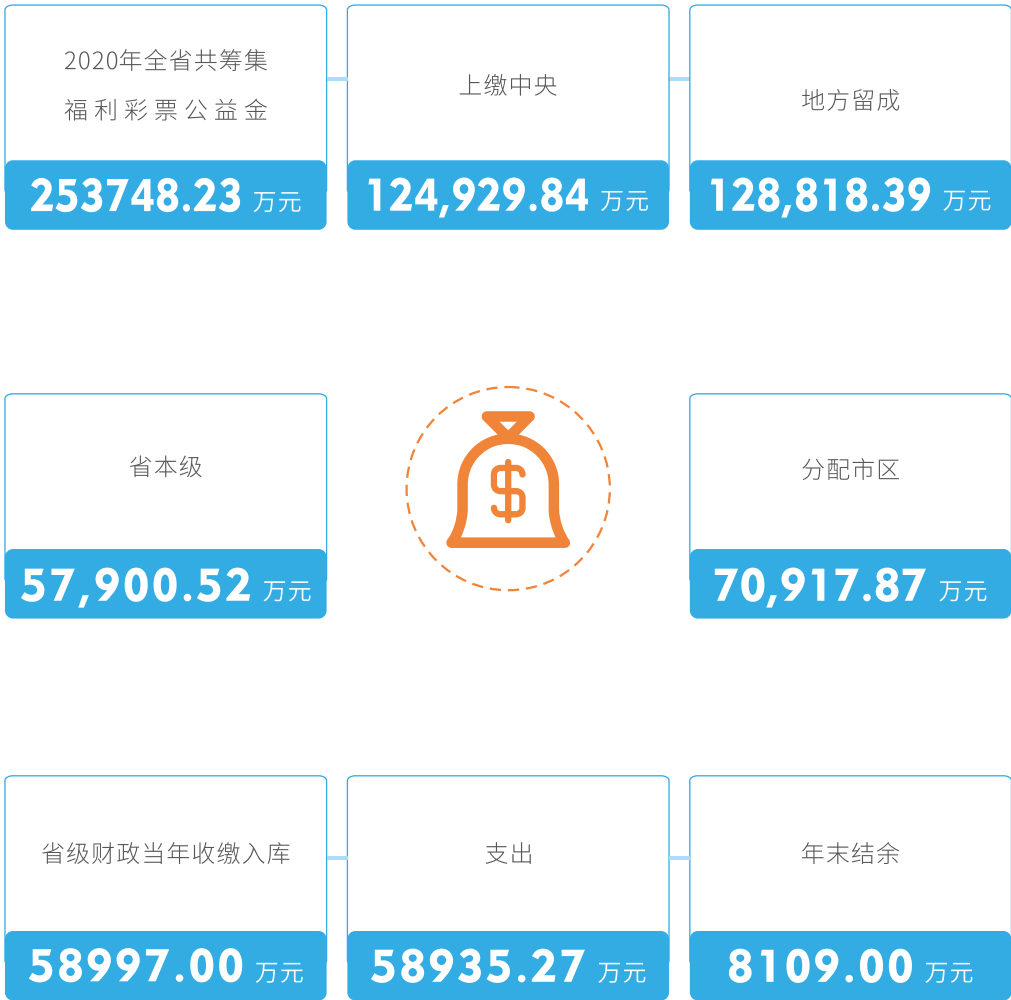 2020年全省共筹集
福利彩票公益金
253748.23 万元
上缴中央
124,929.84 万元
地方留成
128,818.39 万元
省本级
57,900.52 万元
$
分配市区
70,917.87 万元
省级财政当年收缴入库
58997.00 万元
支出
58935.27 万元
年末结余
8109.00 万元